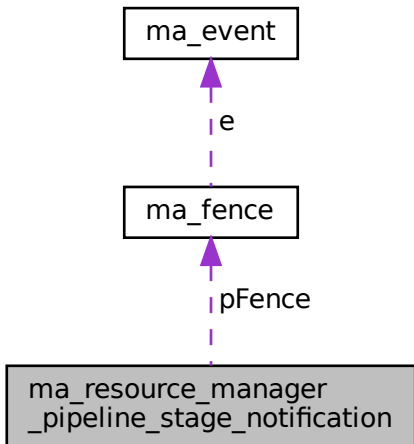 ma_event
e
ma_fence
pFence
ma_resource_manager
_pipeline_stage_notification